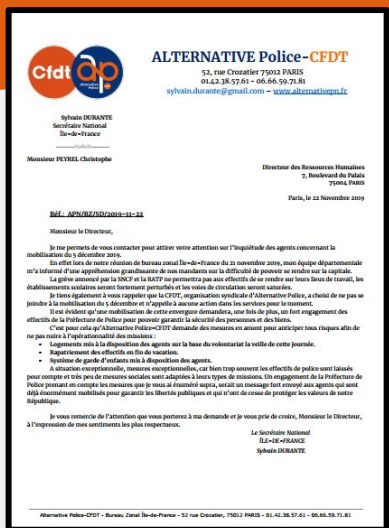 Cfdt
ap
ALTERNATIVE Police-CFDT
52, rue Crozatier 75012 PARIS
01.42.38.57.61 - 06.66.59.71.81
sylvain.durante@gmail.com – www.alternativepn.fr
Sylvain DURANTE
Secrétaire National
Île-de-France
Monsieur PEYREL Christophe
Directeur des Ressources Humaines
7, Boulevard du Palais
75004 PARIS
Paris, le 22 Novembre 2019
Réf.: APN/BZ/SD/2019-11-22
Monsieur le Directeur,
Je me permets de vous contacter pour attirer votre attention sur l'inquiétude des agents concernant la
mobilisation du 5 décembre 2019.
En effet lors de notre réunion de bureau zonal Île-de-France du 21 novembre 2019, mon équipe départementale
m'a informé d'une appréhension grandissante de nos mandants sur la difficulté de pouvoir se rendre sur la capitale.
La grève annoncé par la SNCF et la RATP ne permettra pas aux effectifs de se rendre sur leurs lieux de travail, les
établissements scolaires seront fortement perturbés et les voies de circulation seront saturées.
Je tiens également à vous rappeler que la CFDT, organisation syndicale d'Alternative Police, a choisi de ne pas se
joindre à la mobilisation du 5 décembre et n'appelle à aucune action dans les services pour le moment.
Il est évident qu'une mobilisation de cette envergure demandera, une fois de plus, un fort engagement des
effectifs de la Préfecture de Police pour pouvoir garantir la sécurité des personnes et des biens.
C'est pour cela qu'Alternative Police-CFDT demande des mesures en amont pour anticiper tous risques afin de
ne pas nuire à l'opérationnalité des missions :
• Logements mis à la disposition des agents sur la base du volontariat la veille de cette journée.
• Rapatriement des effectifs en fin de vacation.
• Système de garde d'enfants mis à disposition des agents.
A situation exceptionnelle, mesures exceptionnelles, car bien trop souvent les effectifs de police sont laissés
pour compte et très peu de mesures sociales sont adaptées à leurs types de missions. Un engagement de la Préfecture de
Police prenant en compte les mesures que je vous ai énuméré supra, serait un message fort envoyé aux agents qui sont
déjà énormément mobilisés pour garantir les libertés publiques et qui n'ont de cesse de protéger les valeurs de notre
République.
Je vous remercie de l'attention que vous porterez à ma demande et je vous prie de croire, Monsieur le Directeur,
à l'expression de mes sentiments les plus respectueux.
Le Secrétaire National
ÎLE-DE-FRANCE
Sylvain DURANTE
Alternative Police-CFDT - Bureau Zonal Île-de-France - 52 rue Crozatier, 75012 PARIS - 01.42.38.57.61 - 06.66.59.71.81